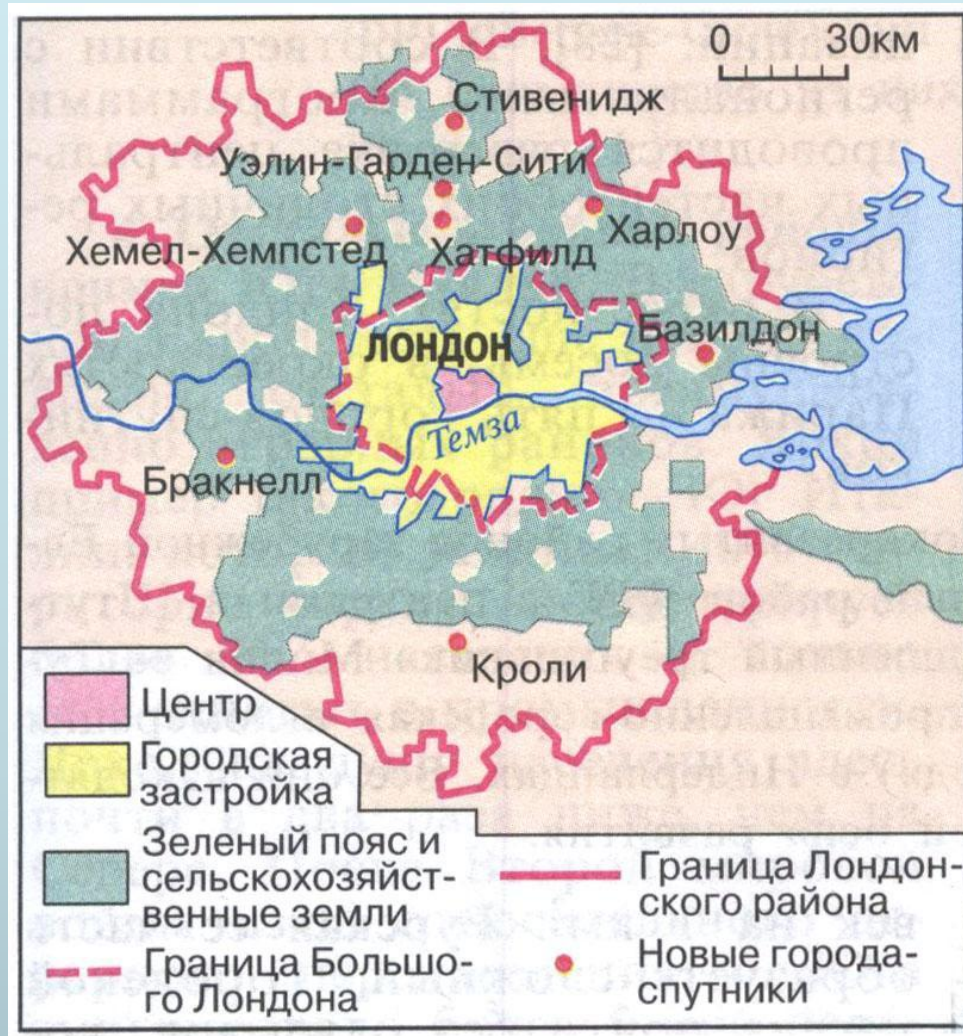 0 30км
Стивенидж
Уэлин-Гарден-Сити
Хемел-Хемпстед
Хатфилд
Харлоу
ЛОНДОН
Базилдон
Темза
Бракнелл
Кроли
Центр
Городская
застройка
Зеленый пояс и
сельскохозяйст-
венные земли
Граница Большо-
го Лондона
Граница Лондон-
ского района
Новые города-
спутники